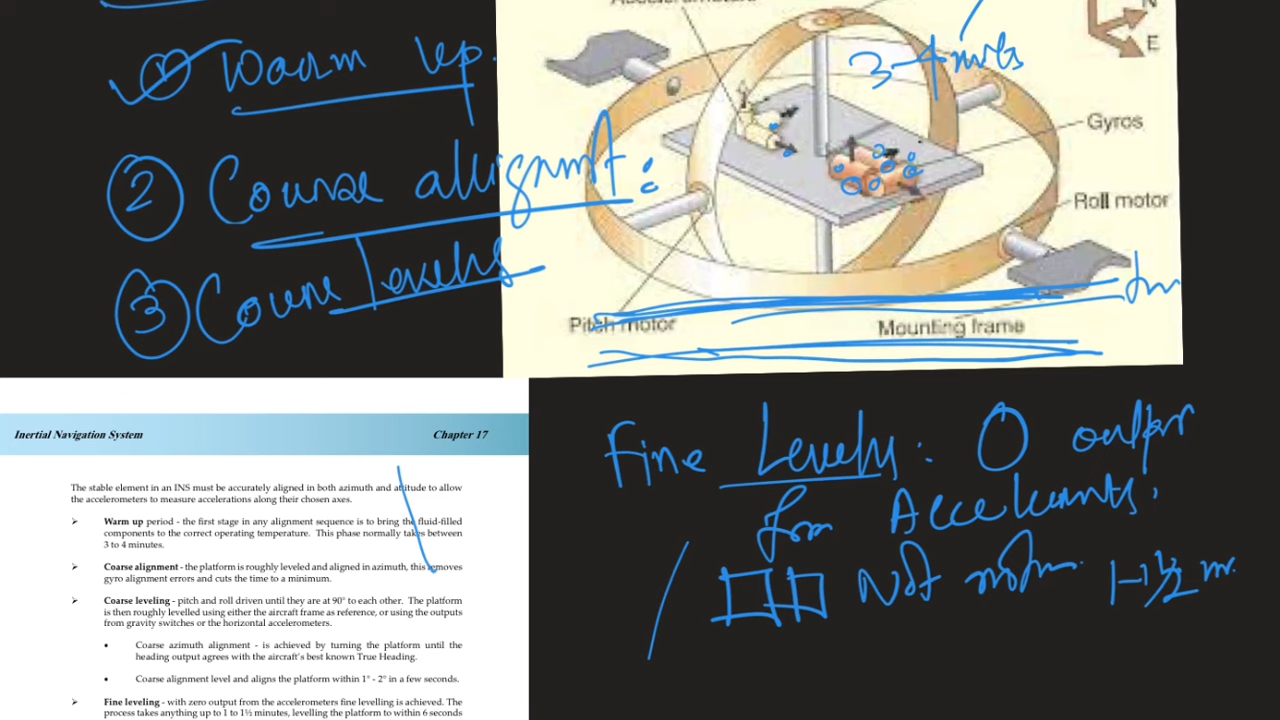 ① Warm up.
② Course allignmt:
③ Course levelng
3-4 mts
N
E
Gyros
Roll motor
Pitch motor
Mounting frame
Inertial Navigation System Chapter 17
The stable element in an INS must be accurately aligned in both azimuth and attitude to allow
the accelerometers to measure accelerations along their chosen axes.
➤ Warm up period - the first stage in any alignment sequence is to bring the fluid-filled
components to the correct operating temperature. This phase normally takes between
3 to 4 minutes.
➤ Coarse alignment - the platform is roughly leveled and aligned in azimuth, this removes
gyro alignment errors and cuts the time to a minimum.
➤ Coarse leveling - pitch and roll driven until they are at 90° to each other. The platform
is then roughly levelled using either the aircraft frame as reference, or using the outputs
from gravity switches or the horizontal accelerometers.
• Coarse azimuth alignment - is achieved by turning the platform until the
heading output agrees with the aircraft's best known True Heading.
• Coarse alignment level and aligns the platform within 1° - 2° in a few seconds.
➤ Fine leveling - with zero output from the accelerometers fine levelling is achieved. The
process takes anything up to 1 to 1½ minutes, levelling the platform to within 6 seconds
Fine Levelng: 0 output
from
Not 1-1½ m.